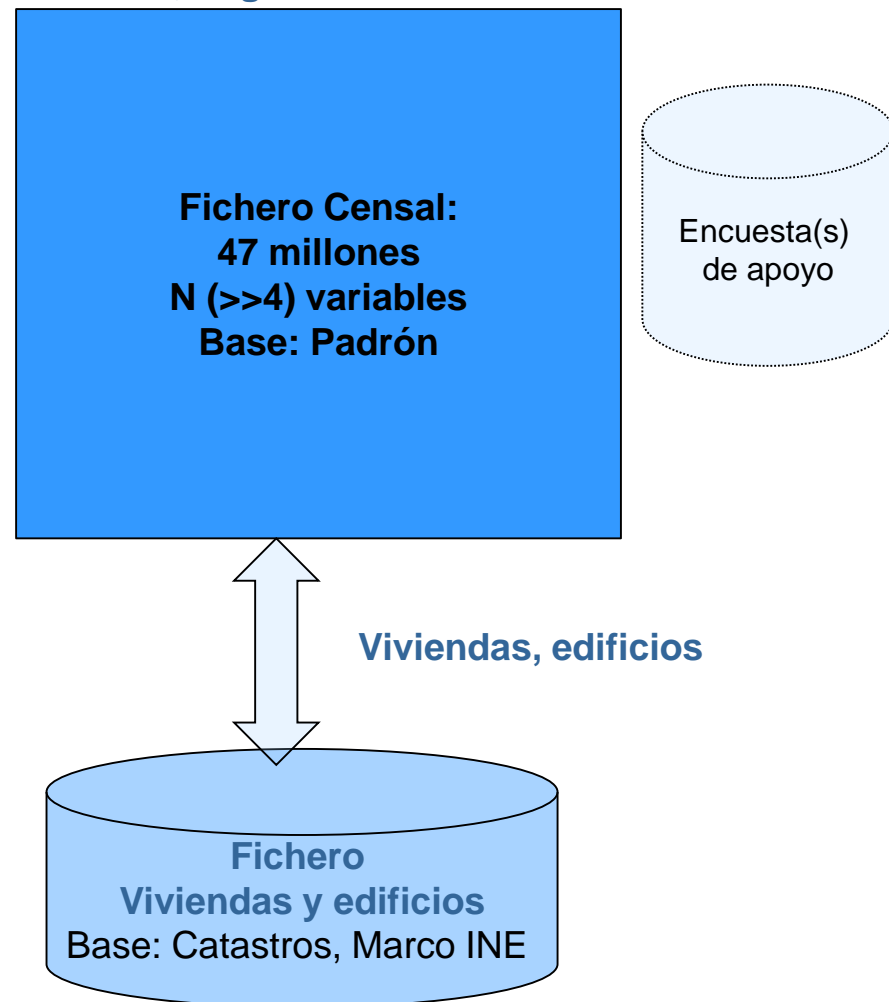 Fichero Censal:
47 millones
N (>>4) variables
Base: Padrón
Encuesta(s)
de apoyo
Viviendas, edificios
Fichero
Viviendas y edificios
Base: Catastros, Marco INE